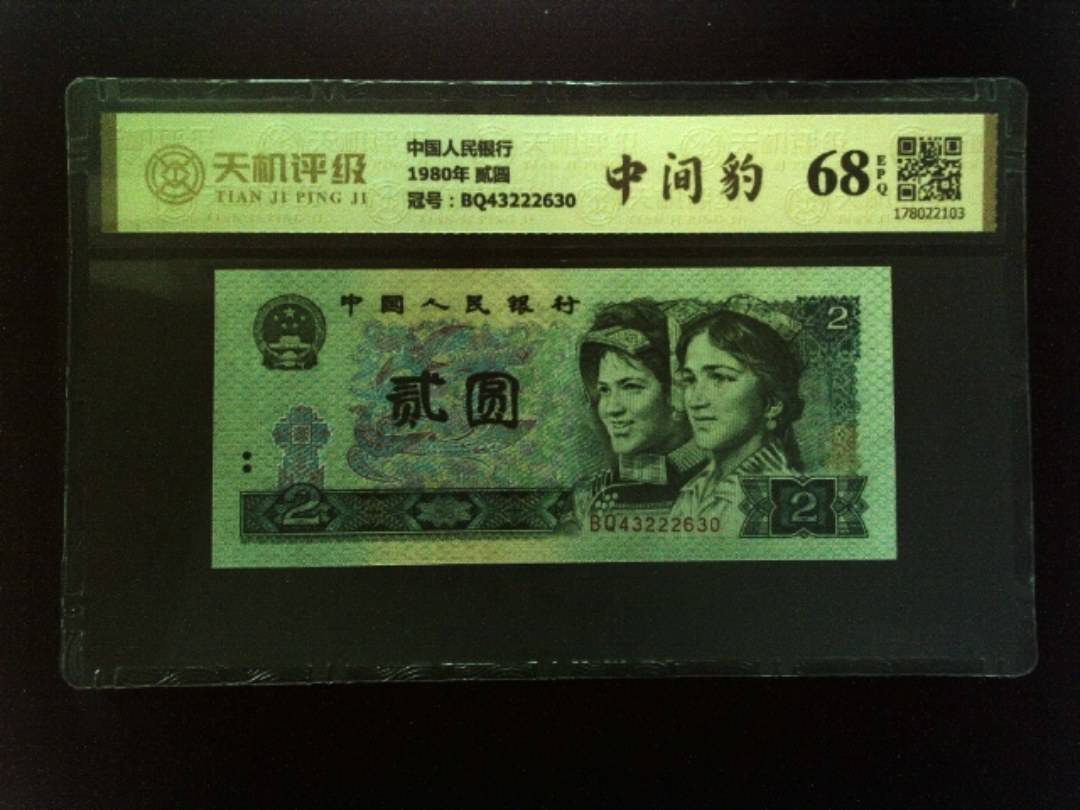 天机评级
TIAN JI PING JI
中国人民银行
1980年 贰圆
冠号：BQ43222630
中间豹
68
EPQ
178022103
中國人民銀行
2
贰圆
2
BQ43222630
2